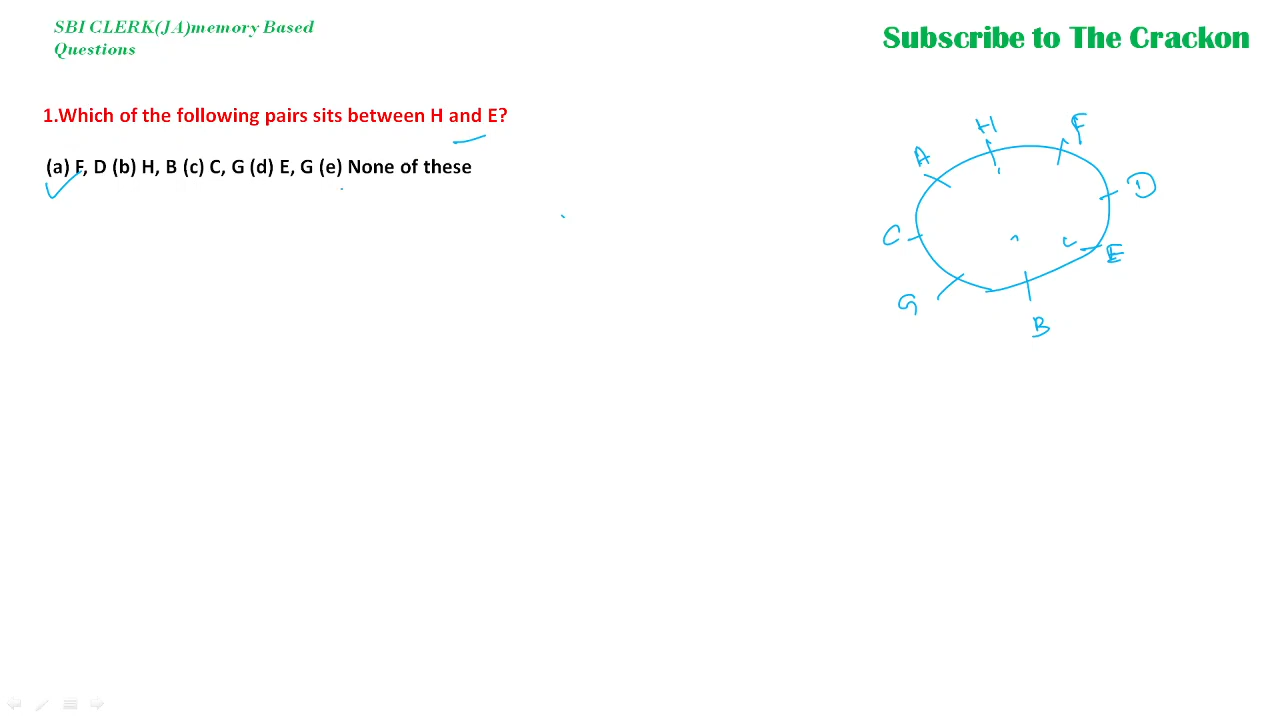 SBI CLERK(JA)memory Based
Questions
Subscribe to The Crackon
1.Which of the following pairs sits between H and E?
(a) F, D (b) H, B (c) C, G (d) E, G (e) None of these
H
F
A
D
C
E
G
B